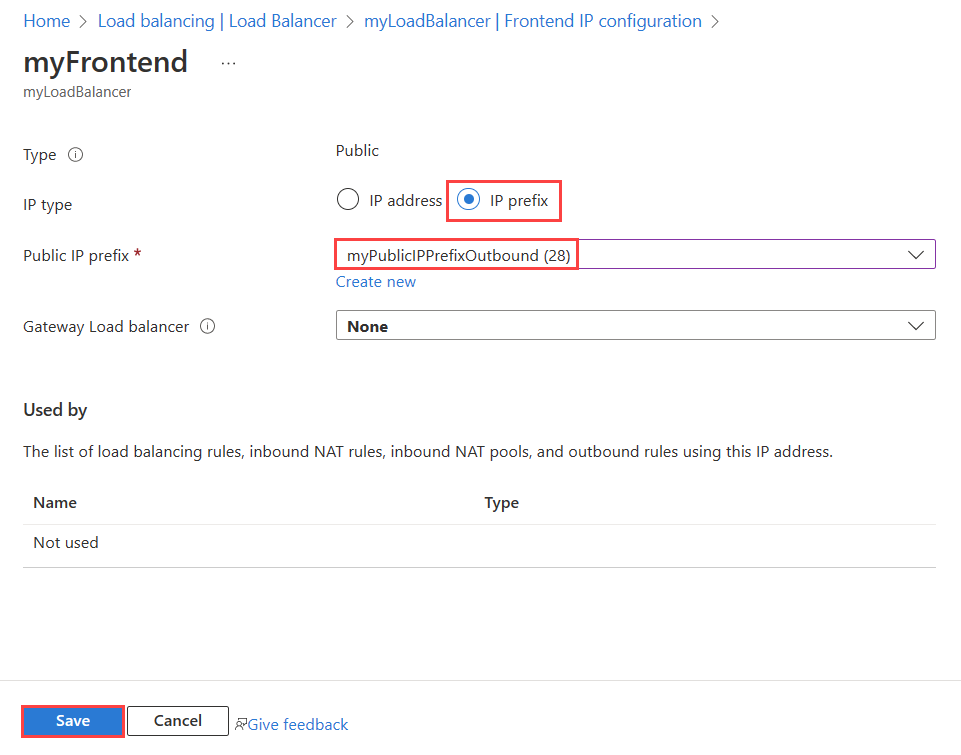 Home > Load balancing | Load Balancer > myLoadBalancer | Frontend IP configuration >
myFrontend ...
myLoadBalancer
Type Public
IP type IP address IP prefix
Public IP prefix * myPublicIPPrefixOutbound (28)
Create new
Gateway Load balancer None
Used by
The list of load balancing rules, inbound NAT rules, inbound NAT pools, and outbound rules using this IP address.
Name Type
Not used
Save Cancel Give feedback